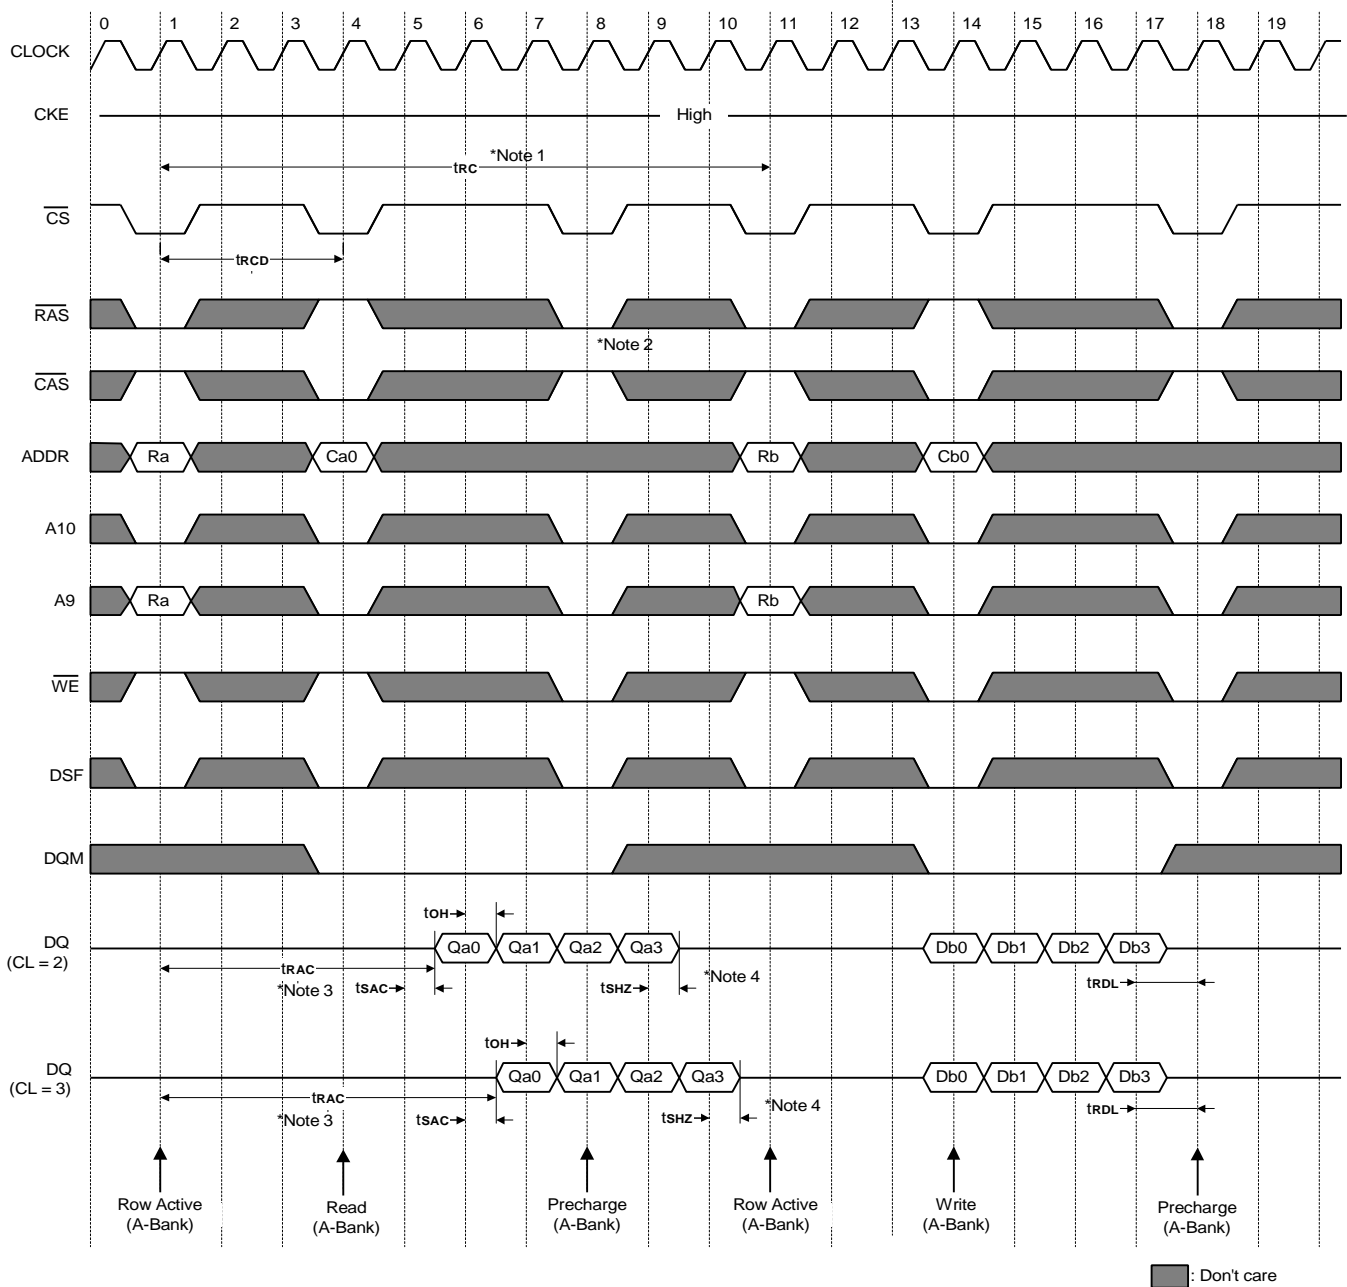 0 1 2 3 4 5 6 7 8 9 10 11 12 13 14 15 16 17 18 19
CLOCK
CKE High
*Note 1
tRC
CS
tRCD
RAS
*Note 2
CAS
ADDR Ra Ca0 Rb Cb0
A10
A9 Ra Rb
WE
DSF
DQM
tOH
DQ
(CL = 2)
Qa0 Qa1 Qa2 Qa3 Db0 Db1 Db2 Db3
tRAC
*Note 3
tSAC
tSHZ
*Note 4
tRDL
tOH
DQ
(CL = 3)
Qa0 Qa1 Qa2 Qa3 Db0 Db1 Db2 Db3
tRAC
*Note 3
tSAC
tSHZ
*Note 4
tRDL
Row Active
(A-Bank)
Read
(A-Bank)
Precharge
(A-Bank)
Row Active
(A-Bank)
Write
(A-Bank)
Precharge
(A-Bank)
: Don't care